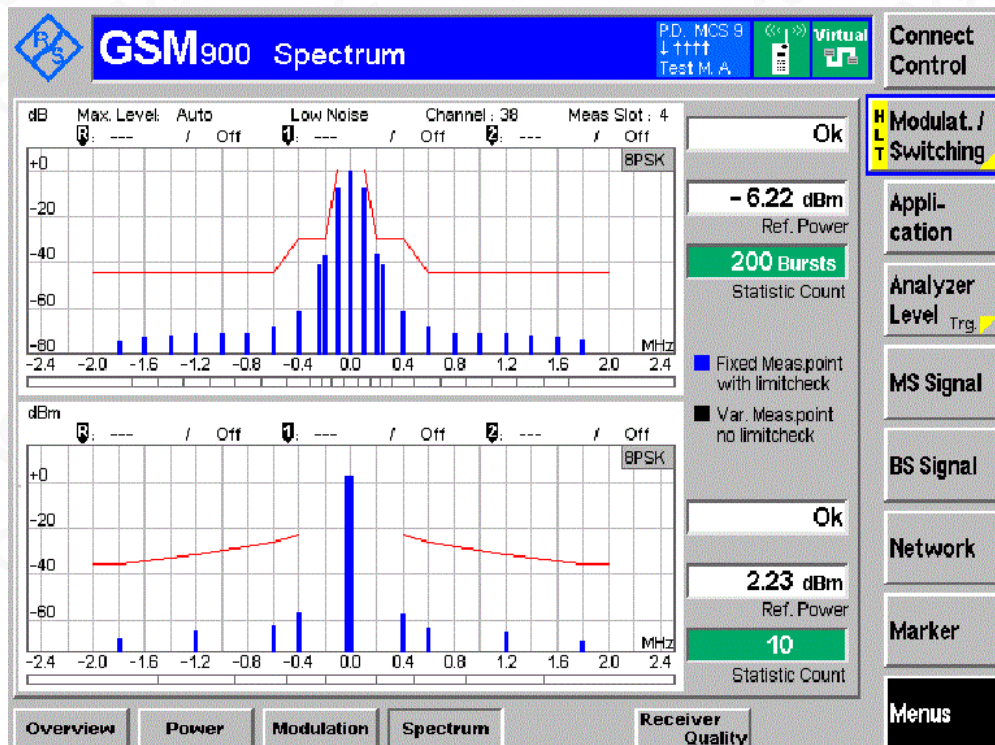 R S
GSM900 Spectrum
P.D. MCS 9
↓ ↑↑↑↑
Test M. A.
Virtual
Connect Control
dB Max. Level: Auto Low Noise Channel : 38 Meas Slot : 4
R : --- / Off 1 : --- / Off 2 : --- / Off
8PSK
+0
-20
-40
-60
-80
MHz
-2.4 -2.0 -1.6 -1.2 -0.8 -0.4 0.0 0.4 0.8 1.2 1.6 2.0 2.4
Ok
- 6.22 dBm
Ref. Power
200 Bursts
Statistic Count
Fixed Meas.point
with limitcheck
Var. Meas.point
no limitcheck
dBm
R : --- / Off 1 : --- / Off 2 : --- / Off
8PSK
+0
-20
-40
-60
MHz
-2.4 -2.0 -1.6 -1.2 -0.8 -0.4 0.0 0.4 0.8 1.2 1.6 2.0 2.4
Ok
2.23 dBm
Ref. Power
10
Statistic Count
H L T
Modulat. /
Switching
Appli-
cation
Analyzer
Level Trg.
MS Signal
BS Signal
Network
Marker
Menus
Overview
Power
Modulation
Spectrum
Receiver
Quality